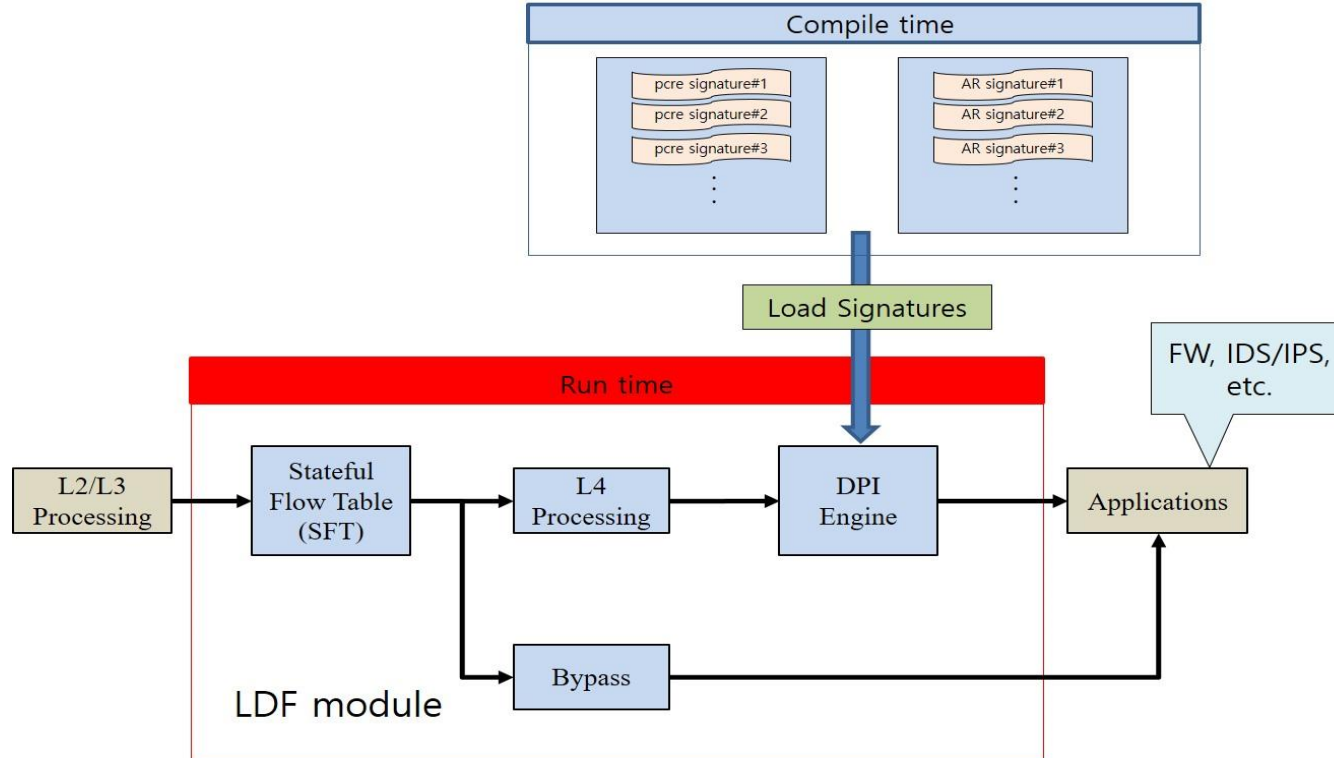 Compile time
pcre signature#1
pcre signature#2
pcre signature#3
AR signature#1
AR signature#2
AR signature#3
Load Signatures
FW, IDS/IPS,
etc.
Run time
L2/L3
Processing
Stateful
Flow Table
(SFT)
L4
Processing
DPI
Engine
Applications
Bypass
LDF module